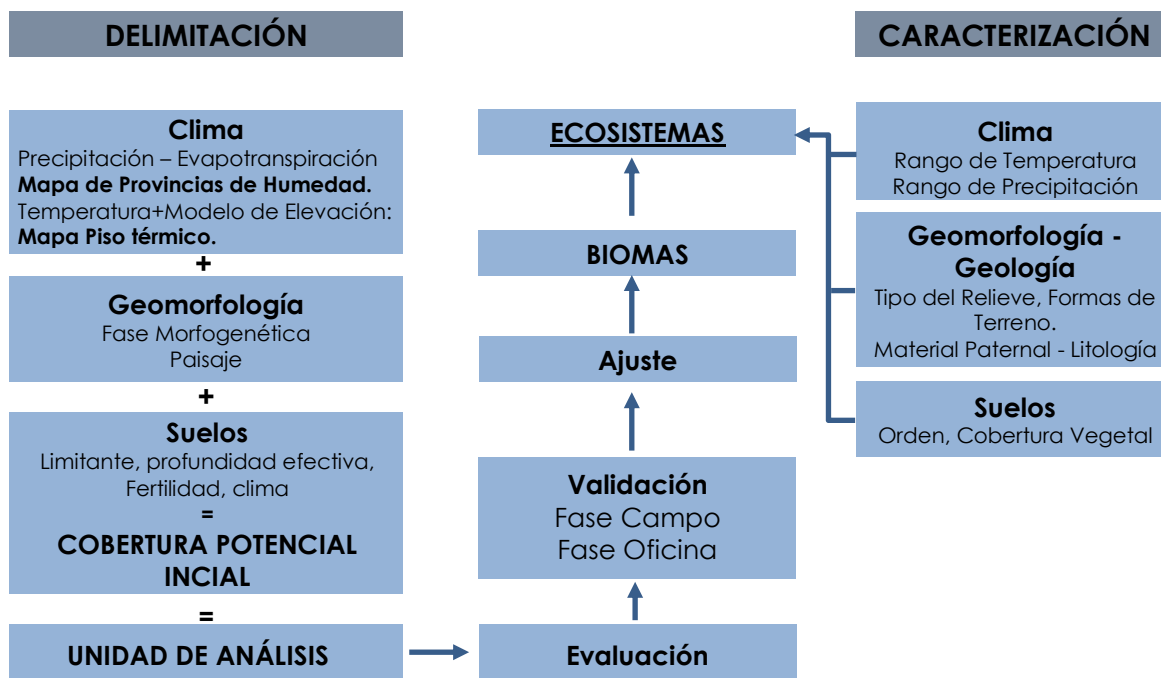 DELIMITACIÓN
Clima
Precipitación – Evapotranspiración
Mapa de Provincias de Humedad.
Temperatura+Modelo de Elevación:
Mapa Piso térmico.
+
Geomorfología
Fase Morfogenética
Paisaje
+
Suelos
Limitante, profundidad efectiva,
Fertilidad, clima
=
COBERTURA POTENCIAL
INCIAL
=
UNIDAD DE ANÁLISIS
ECOSISTEMAS
BIOMAS
Ajuste
Validación
Fase Campo
Fase Oficina
Evaluación
CARACTERIZACIÓN
Clima
Rango de Temperatura
Rango de Precipitación
Geomorfología -
Geología
Tipo del Relieve, Formas de
Terreno.
Material Paternal - Litología
Suelos
Orden, Cobertura Vegetal